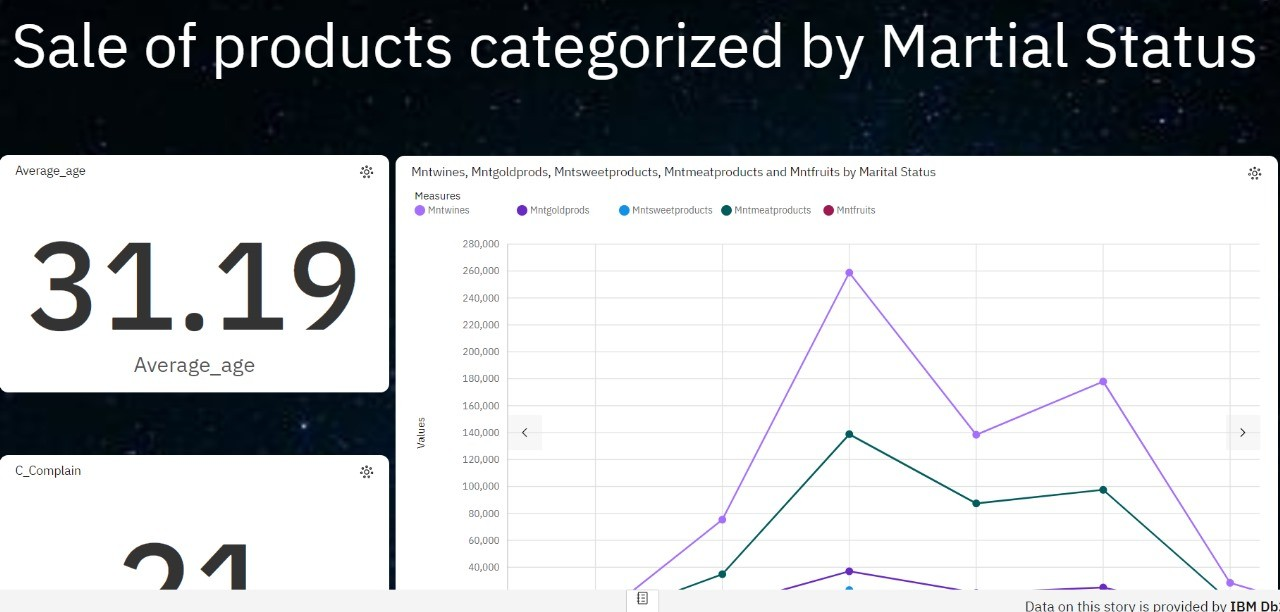 Sale of products categorized by Martial Status
Average_age
31.19
Average_age
C_Complain
21
Mntwines, Mntgoldprods, Mntsweetproducts, Mntmeatproducts and Mntfruits by Marital Status
Measures
Mntwines Mntgoldprods Mntsweetproducts Mntmeatproducts Mntfruits
Values
280,000
260,000
240,000
220,000
200,000
180,000
160,000
140,000
120,000
100,000
80,000
60,000
40,000
Data on this story is provided by IBM Db